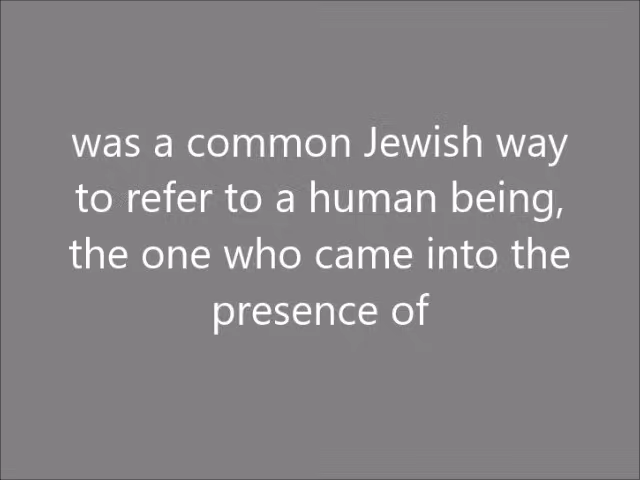 was a common Jewish way
to refer to a human being,
the one who came into the
presence of